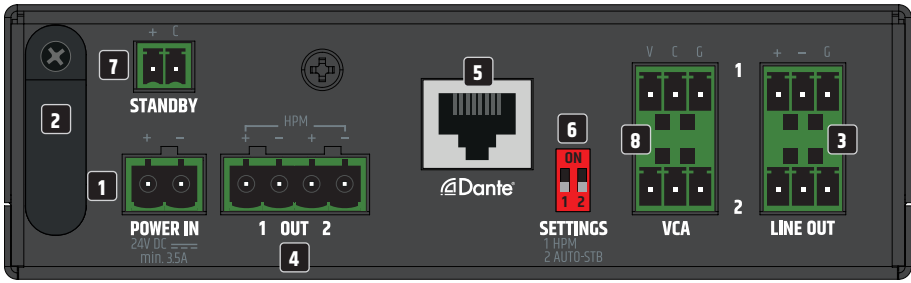 + C
7
STANDBY
2
+ −
1
POWER IN
24V DC
min. 3.5A
HPM
+ − + −
1 OUT 2
4
5
Dante®
6
ON
1 2
SETTINGS
1 HPM
2 AUTO-STB
V C G
8
VCA
1
2
+ − G
3
LINE OUT